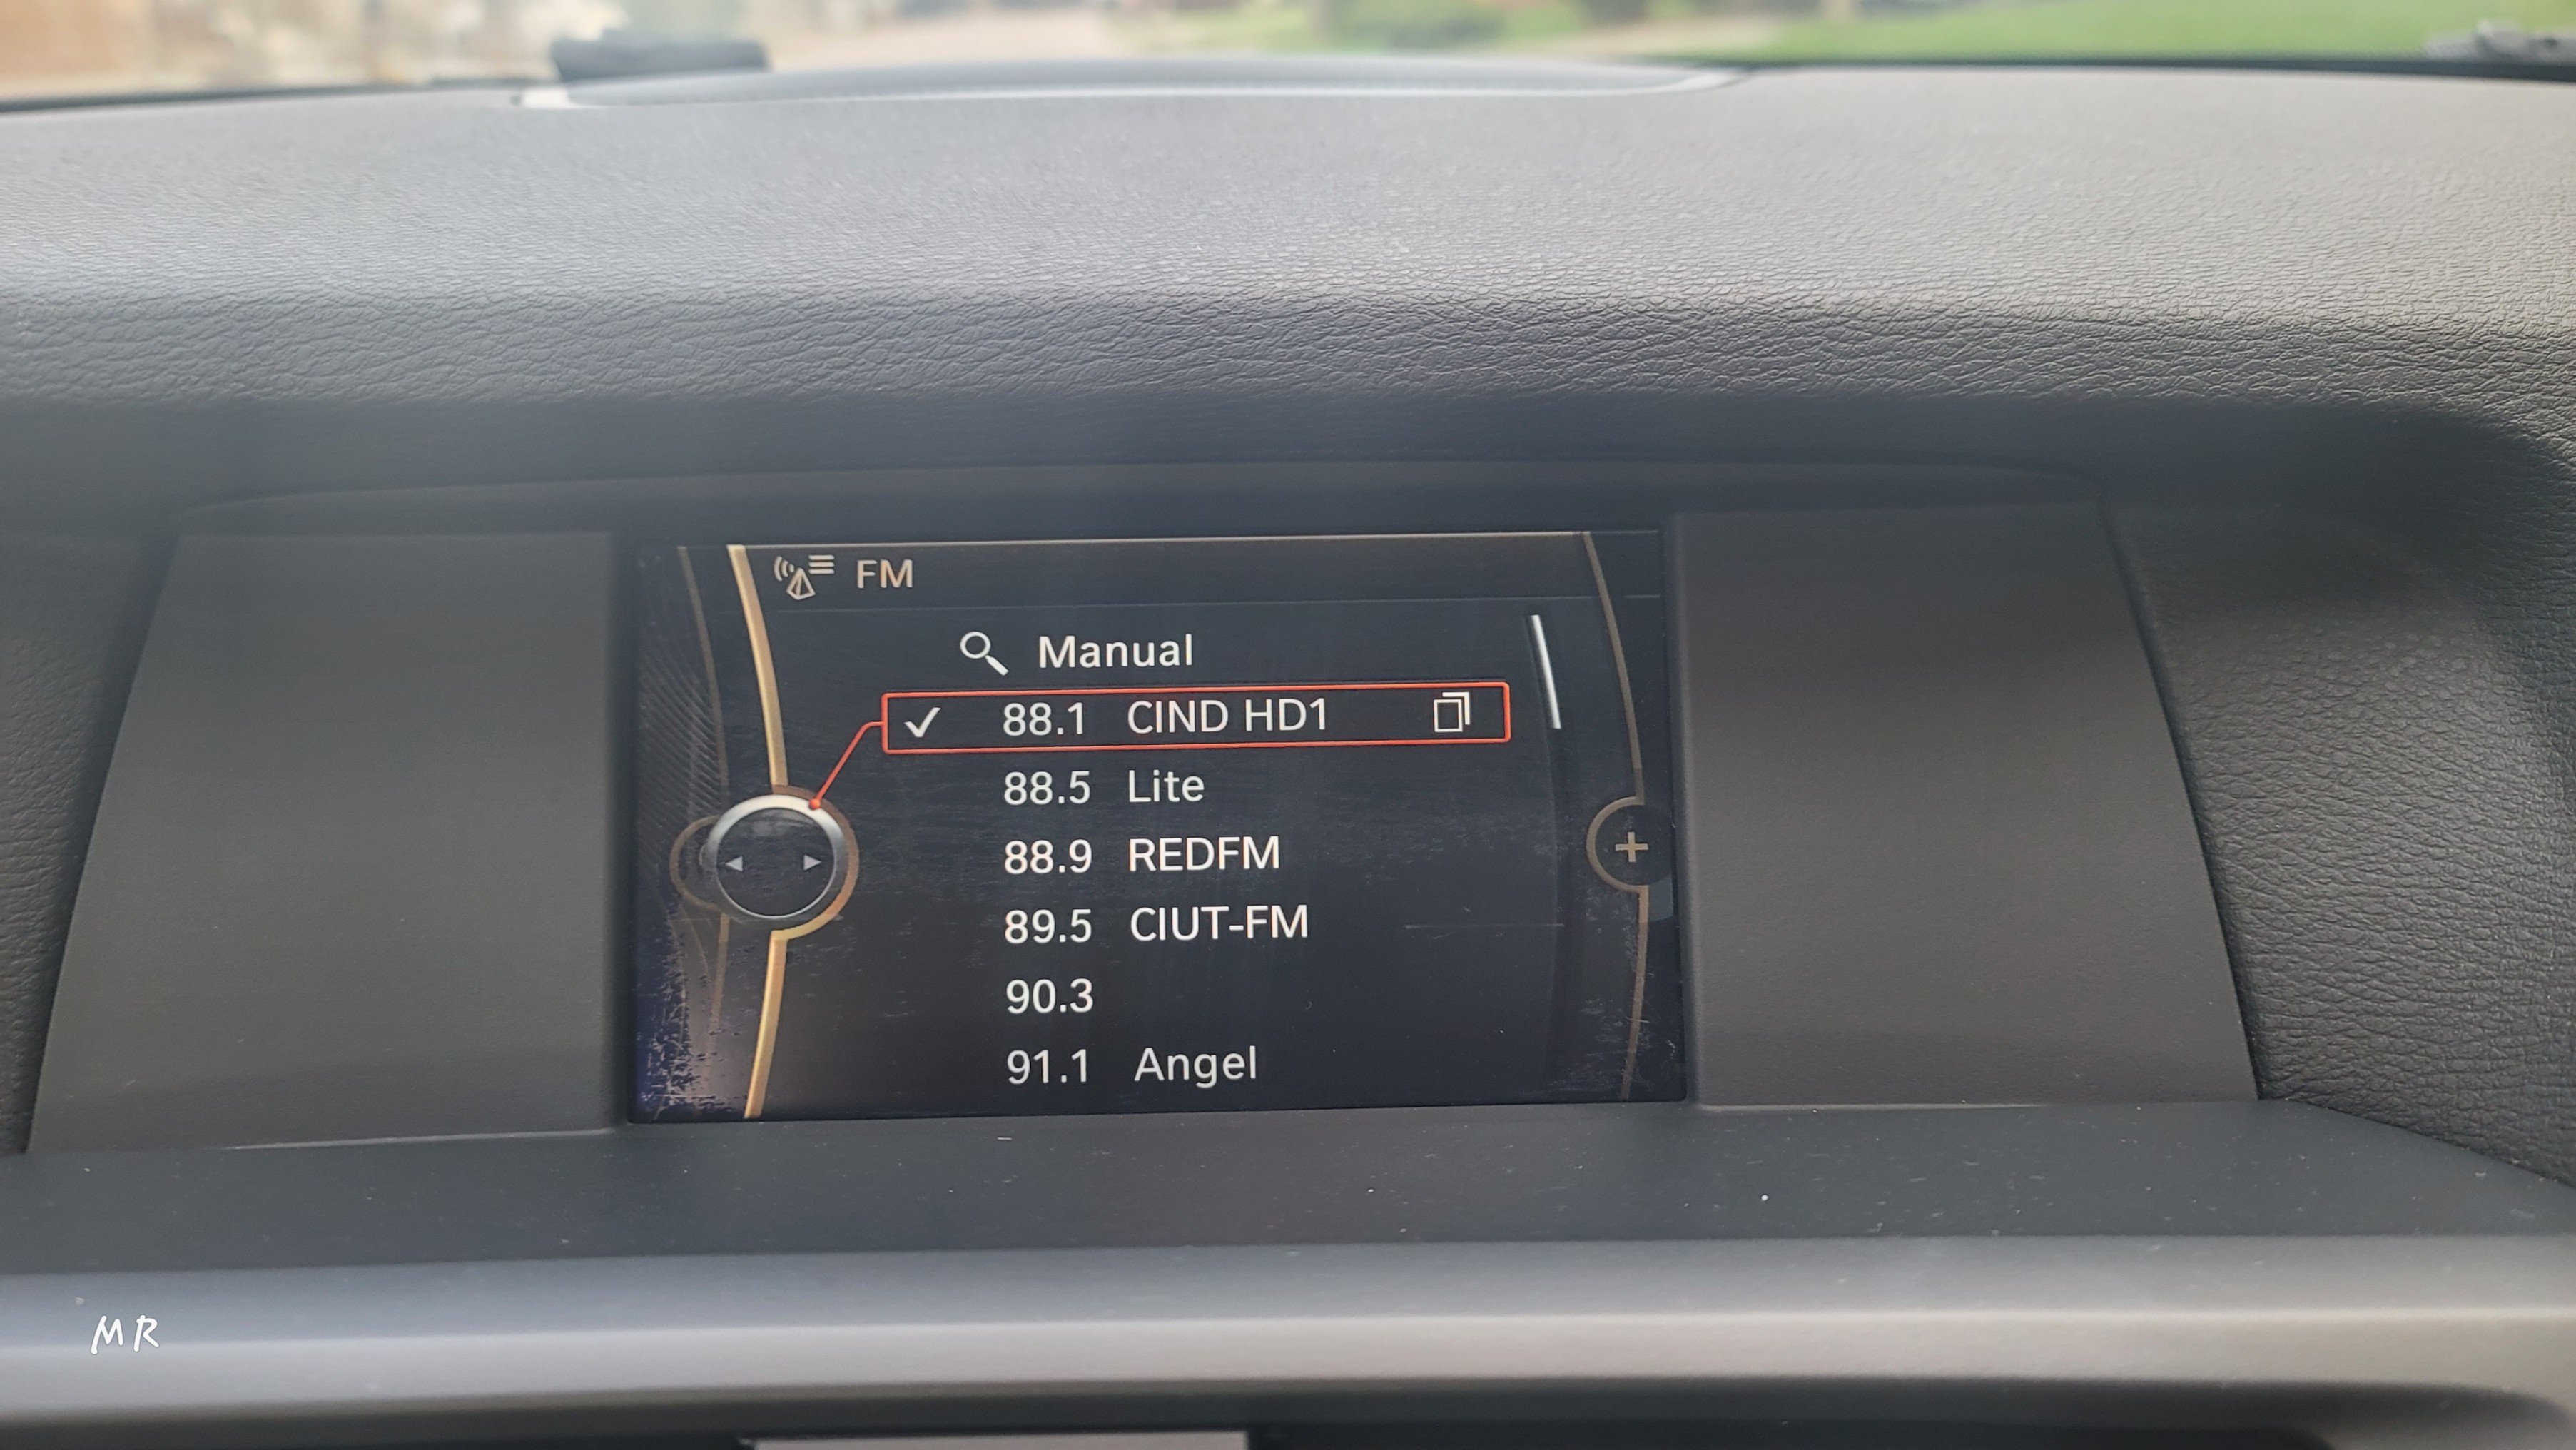 FM
Manual
88.1 CIND HD1
88.5 Lite
88.9 REDFM
89.5 CIUT-FM
90.3
91.1 Angel
MR